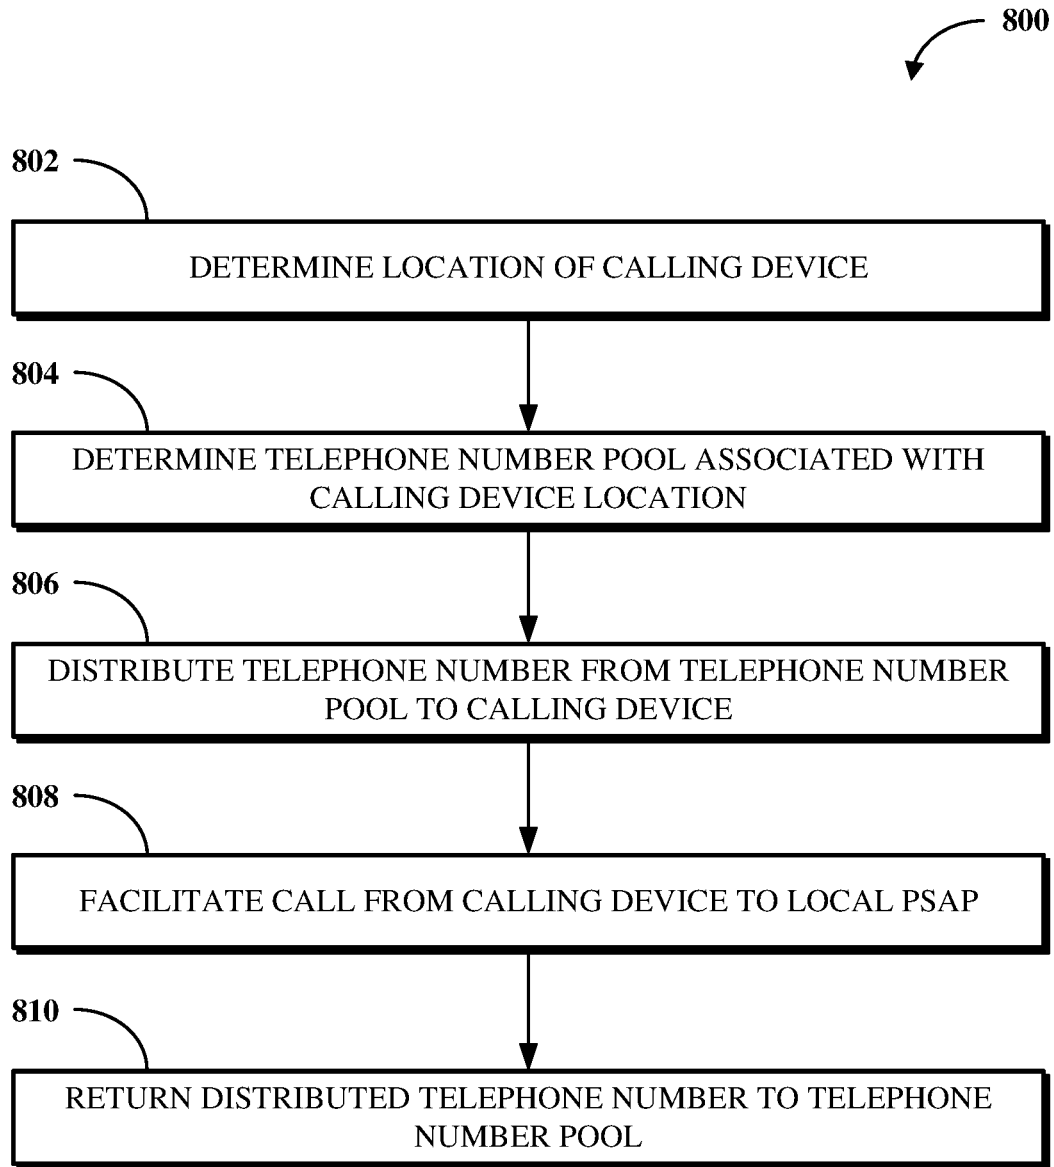 800
802
DETERMINE LOCATION OF CALLING DEVICE
804
DETERMINE TELEPHONE NUMBER POOL ASSOCIATED WITH
CALLING DEVICE LOCATION
806
DISTRIBUTE TELEPHONE NUMBER FROM TELEPHONE NUMBER
POOL TO CALLING DEVICE
808
FACILITATE CALL FROM CALLING DEVICE TO LOCAL PSAP
810
RETURN DISTRIBUTED TELEPHONE NUMBER TO TELEPHONE
NUMBER POOL